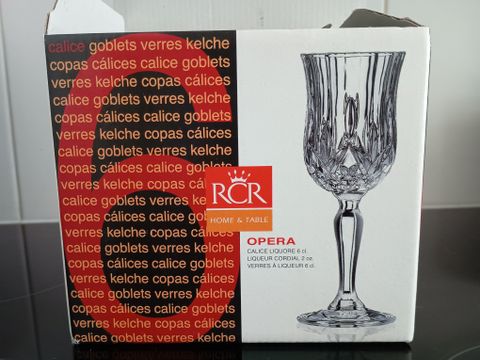 calice goblets verres kelche
copas cálices calice goblets
verres kelche copas cálices
calice goblets verres kelche
copas cálices calice goblets
verres kelche copas cálices
calice goblets verres kelche
copas cálices calice goblets
verres kelche copas cálices
calice goblets verres kelche
copas cálices calice goblets
verres kelche copas cálices
calice goblets verres kelche
copas cálices calice goblets
verres kelche copas cálices
calice goblets verres kelche
copas cálices calice goblets
RCR
HOME & TABLE
OPERA
CALICE LIQUORE 6 cl.
LIQUEUR CORDIAL 2 oz.
VERRES À LIQUEUR 6 cl.